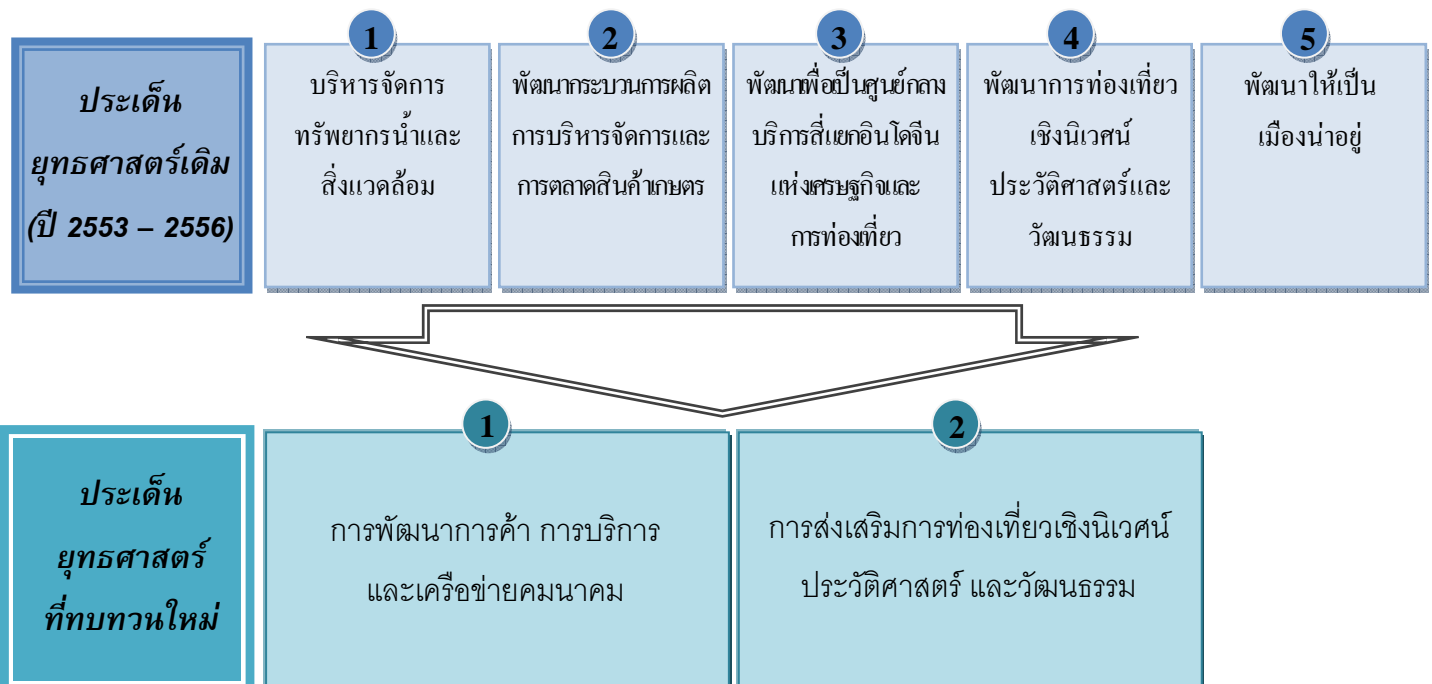 ประเด็น
ยุทธศาสตร์เดิม
(ปี 2553 – 2556)
1
บริหารจัดการ
ทรัพยากรน้ำและ
สิ่งแวดล้อม
2
พัฒนากระบวนการผลิต
การบริหารจัดการและ
การตลาดสินค้าเกษตร
3
พัฒนาเพื่อเป็นศูนย์กลาง
บริการสี่แยกอินโดจีน
แห่งเศรษฐกิจและ
การท่องเที่ยว
4
พัฒนาการท่องเที่ยว
เชิงนิเวศน์
ประวัติศาสตร์และ
วัฒนธรรม
5
พัฒนาให้เป็น
เมืองน่าอยู่
ประเด็น
ยุทธศาสตร์
ที่ทบทวนใหม่
1
การพัฒนาการค้า การบริการ
และเครือข่ายคมนาคม
2
การส่งเสริมการท่องเที่ยวเชิงนิเวศน์
ประวัติศาสตร์ และวัฒนธรรม